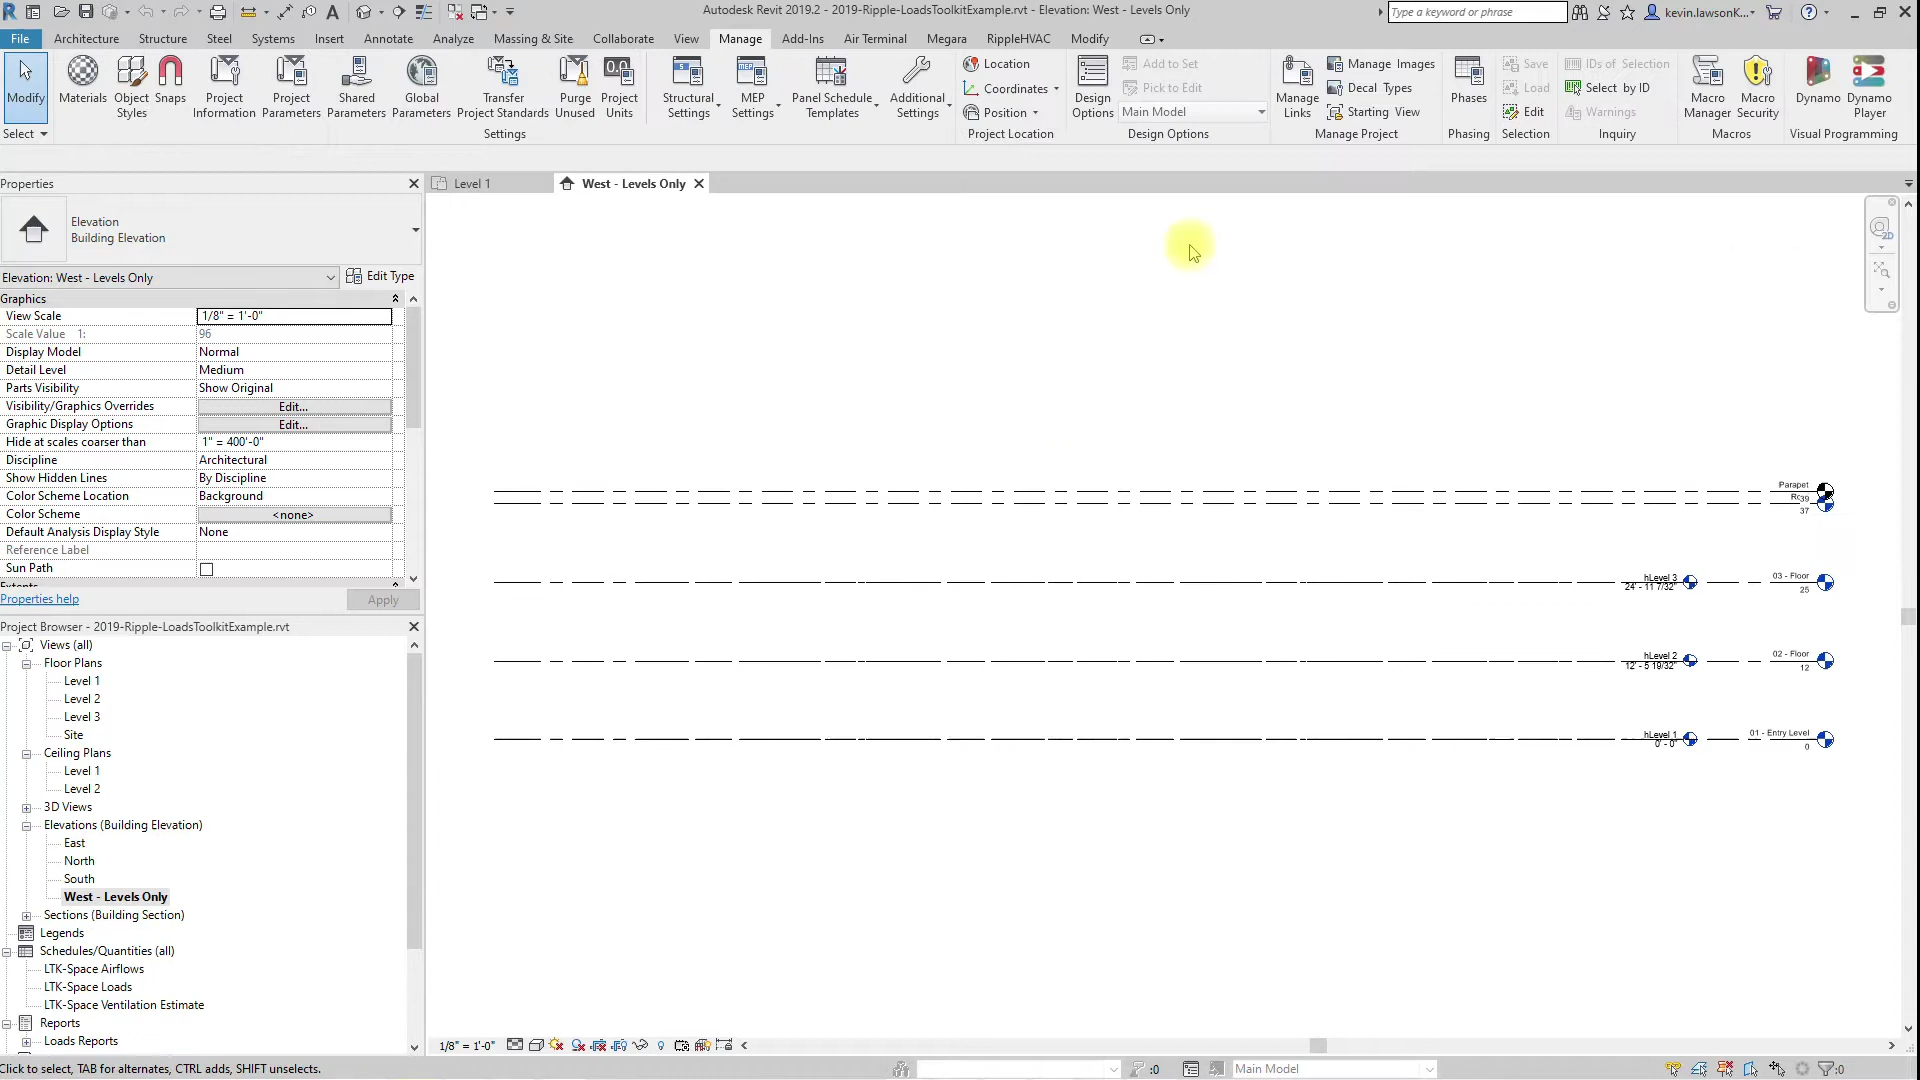 Autodesk Revit 2019.2 - 2019-Ripple-LoadsToolkitExample.rvt - Elevation: West - Levels Only
Type a keyword or phrase
kevin.lawsonK...
File Architecture Structure Steel Systems Insert Annotate Analyze Massing & Site Collaborate View Manage Add-Ins Air Terminal Megara RippleHVAC Modify
Modify
Materials
Object Styles
Snaps
Project Information
Project Parameters
Shared Parameters
Global Parameters
Transfer Project Standards
Purge Unused
Project Units
Structural Settings
MEP Settings
Panel Schedule Templates
Additional Settings
Location
Coordinates
Position
Design Options
Add to Set
Pick to Edit
Main Model
Manage Links
Manage Images
Decal Types
Starting View
Phases
Save
Load
Edit
IDs of Selection
Select by ID
Warnings
Macro Manager
Macro Security
Dynamo
Dynamo Player
Select
Settings
Project Location
Design Options
Manage Project
Phasing
Selection
Inquiry
Macros
Visual Programming
Properties
Level 1
West - Levels Only
Elevation
Building Elevation
Elevation: West - Levels Only
Edit Type
Graphics
View Scale 1/8" = 1'-0"
Scale Value 1: 96
Display Model Normal
Detail Level Medium
Parts Visibility Show Original
Visibility/Graphics Overrides Edit...
Graphic Display Options Edit...
Hide at scales coarser than 1" = 400'-0"
Discipline Architectural
Show Hidden Lines By Discipline
Color Scheme Location Background
Color Scheme <none>
Default Analysis Display Style None
Reference Label
Sun Path
Extents
Properties help
Apply
Project Browser - 2019-Ripple-LoadsToolkitExample.rvt
Views (all)
Floor Plans
Level 1
Level 2
Level 3
Site
Ceiling Plans
Level 1
Level 2
3D Views
Elevations (Building Elevation)
East
North
South
West - Levels Only
Sections (Building Section)
Legends
Schedules/Quantities (all)
LTK-Space Airflows
LTK-Space Loads
LTK-Space Ventilation Estimate
Reports
Loads Reports
2D
Parapet
39
37
hLevel 3
24' - 11 7/32"
03 - Floor
25
hLevel 2
12' - 5 19/32"
02 - Floor
12
hLevel 1
0' - 0"
01 - Entry Level
0
1/8" = 1'-0"
Click to select, TAB for alternates, CTRL adds, SHIFT unselects.
:0
Main Model
:0